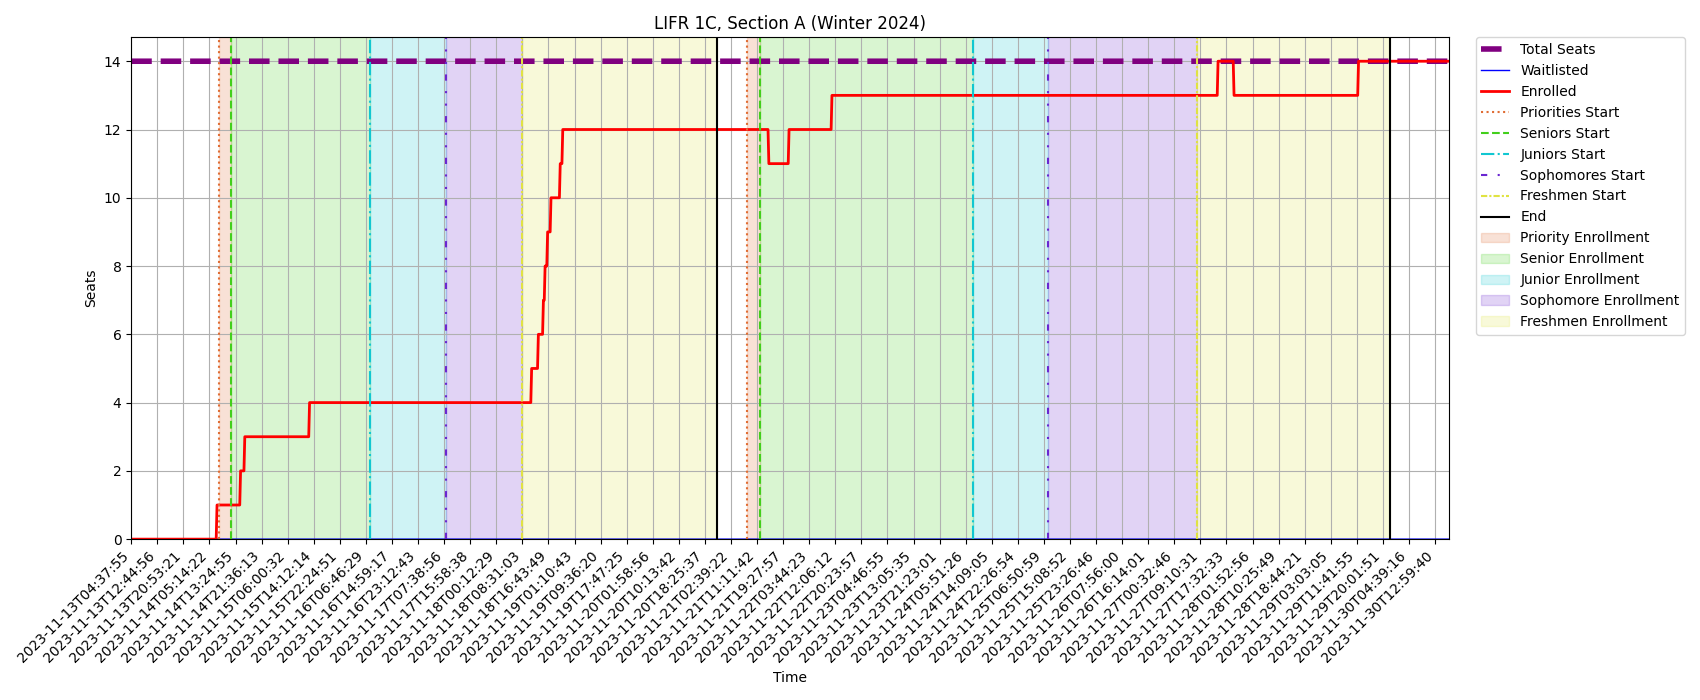 LIFR 1C, Section A (Winter 2024)
Seats
14
12
10
8
6
4
2
0
2023-11-13T04:37:55
2023-11-13T12:44:56
2023-11-13T20:53:21
2023-11-14T05:14:22
2023-11-14T13:24:55
2023-11-14T21:36:13
2023-11-15T06:00:32
2023-11-15T14:12:14
2023-11-15T22:24:51
2023-11-16T06:46:29
2023-11-16T14:59:17
2023-11-16T23:12:43
2023-11-17T07:38:56
2023-11-17T15:58:38
2023-11-18T00:12:29
2023-11-18T08:31:03
2023-11-18T16:43:49
2023-11-19T01:10:43
2023-11-19T09:36:20
2023-11-19T17:47:25
2023-11-20T01:58:56
2023-11-20T10:13:42
2023-11-20T18:25:37
2023-11-21T02:39:22
2023-11-21T11:11:42
2023-11-21T19:27:57
2023-11-22T03:44:23
2023-11-22T12:06:12
2023-11-22T20:23:57
2023-11-23T04:46:55
2023-11-23T13:05:35
2023-11-23T21:23:01
2023-11-24T05:51:26
2023-11-24T14:09:05
2023-11-24T22:26:54
2023-11-25T06:50:59
2023-11-25T15:08:52
2023-11-25T23:26:46
2023-11-26T07:56:00
2023-11-26T16:14:01
2023-11-27T00:32:46
2023-11-27T09:10:31
2023-11-27T17:32:33
2023-11-28T01:52:56
2023-11-28T10:25:49
2023-11-28T18:44:21
2023-11-29T03:03:05
2023-11-29T11:41:55
2023-11-29T20:01:51
2023-11-30T04:39:16
2023-11-30T12:59:40
Time
Total Seats
Waitlisted
Enrolled
Priorities Start
Seniors Start
Juniors Start
Sophomores Start
Freshmen Start
End
Priority Enrollment
Senior Enrollment
Junior Enrollment
Sophomore Enrollment
Freshmen Enrollment